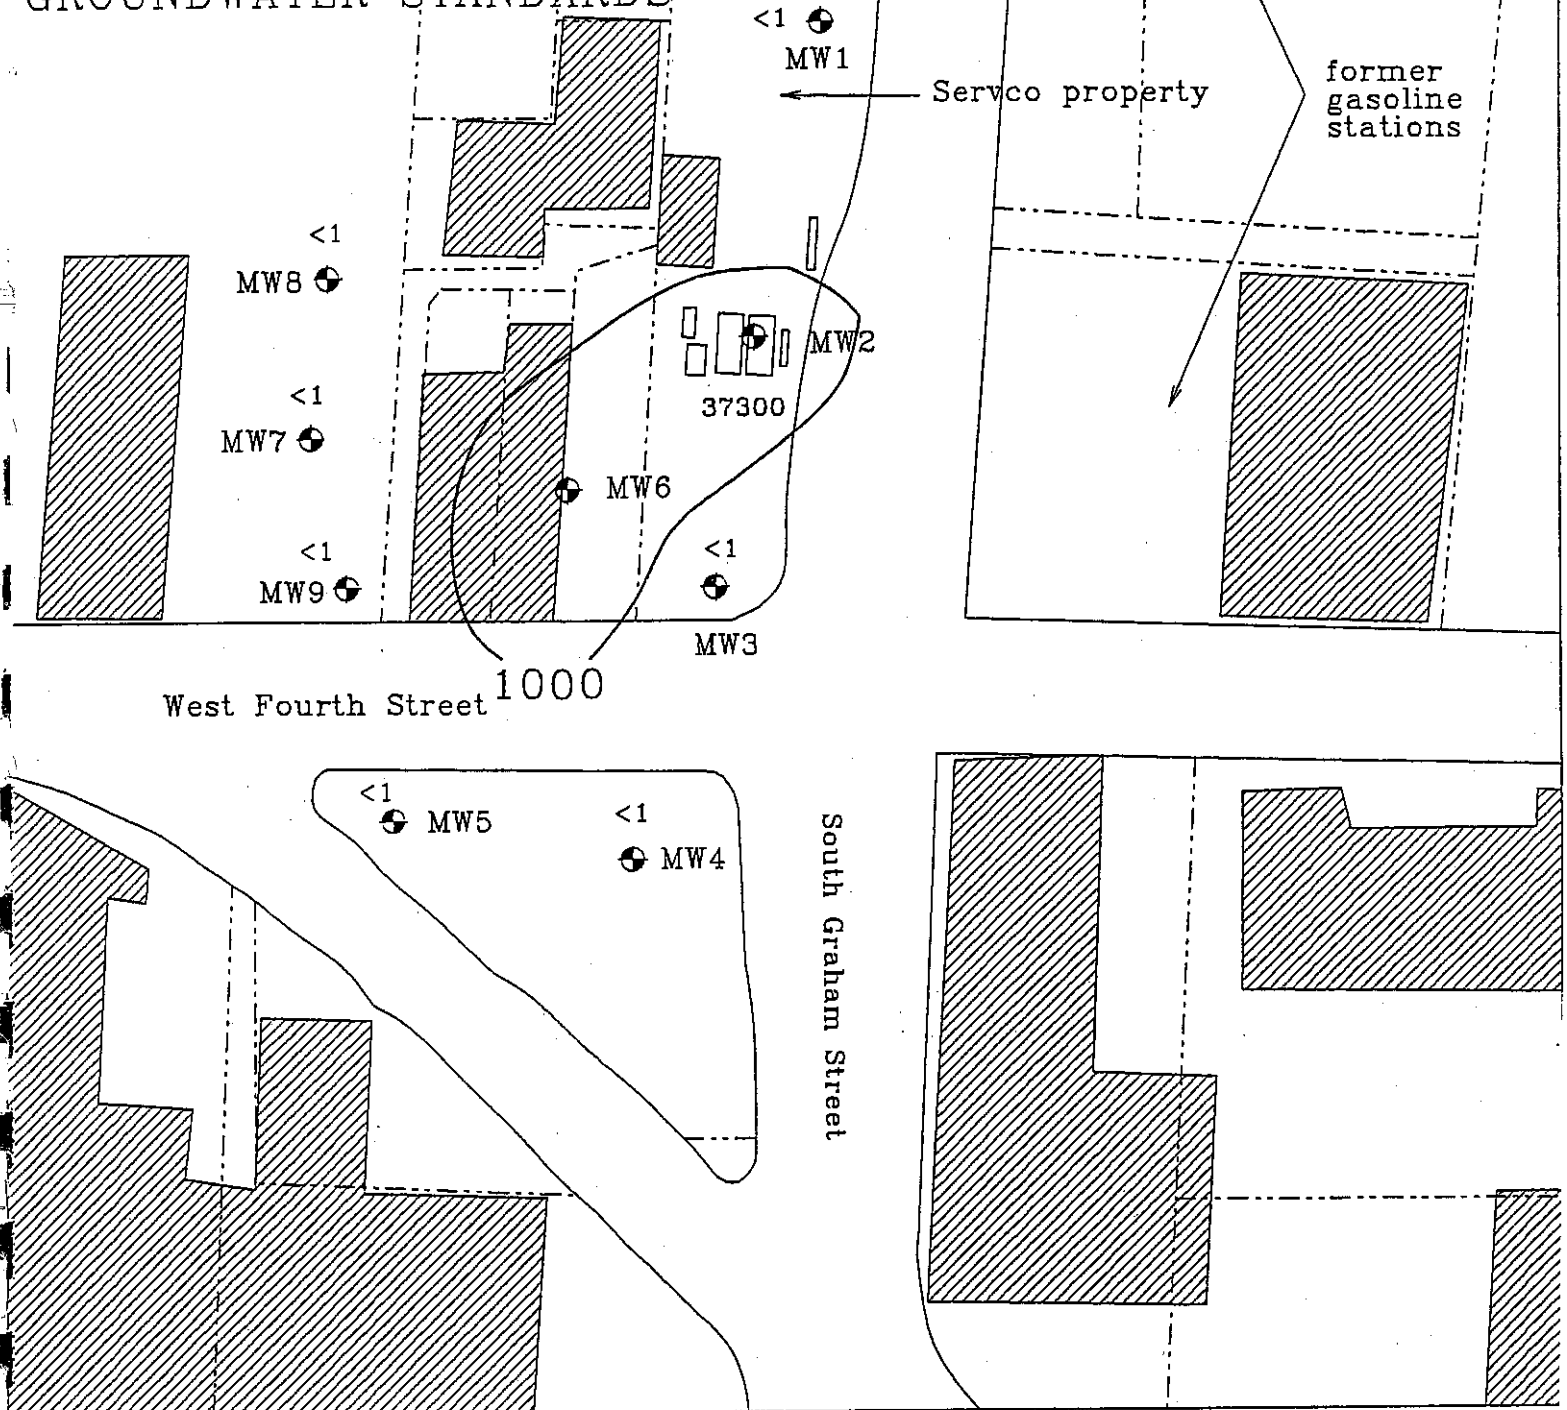 GROUNDWATER STANDARDS
<1
MW1
Servco property
former
gasoline
stations
<1
MW8
MW2
37300
<1
MW7
MW6
<1
MW9
<1
MW3
1000
West Fourth Street
<1
MW5
<1
MW4
South Graham Street